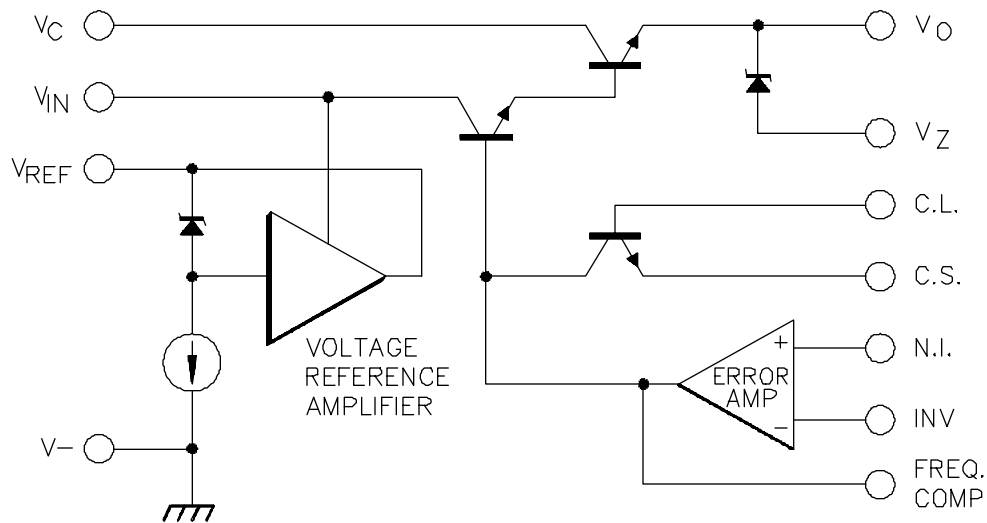 VC
VO
VIN
VZ
VREF
C.L.
C.S.
VOLTAGE
REFERENCE
AMPLIFIER
+
N.I.
ERROR
AMP
−
INV
V−
FREQ.
COMP